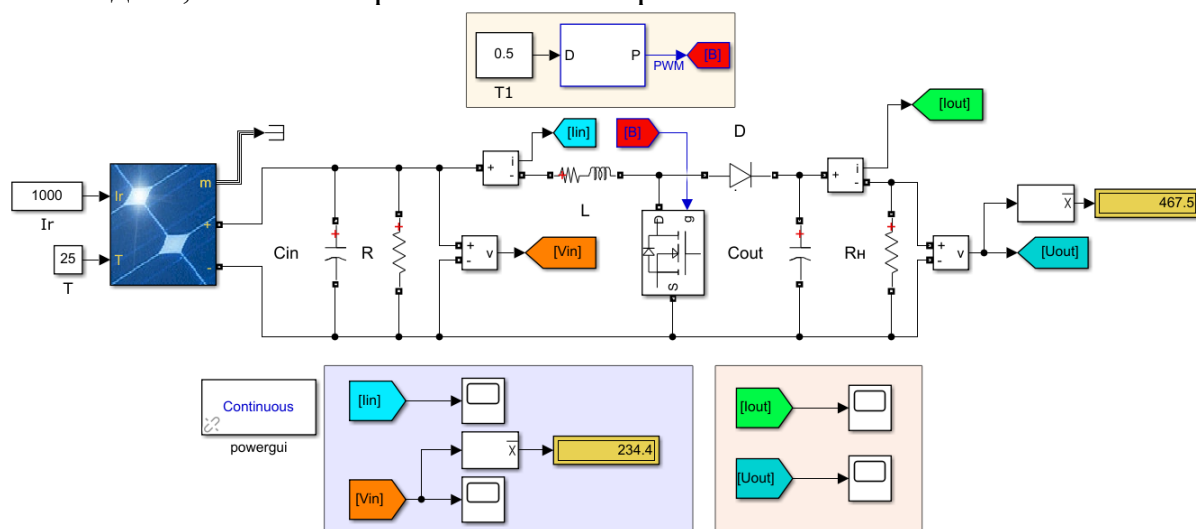 0.5
D
P
PWM
[B]
T1
[Iout]
[Iin]
[B]
D
m
i
+
-
i
+
-
1000
Ir
Ir
+
L
D
g
x
467.5
25
T
T
-
Cin
R
+
-
v
[Vin]
S
Cout
Rн
+
-
v
[Uout]
Continuous
powergui
[Iin]
x
234.4
[Vin]
[Iout]
[Uout]